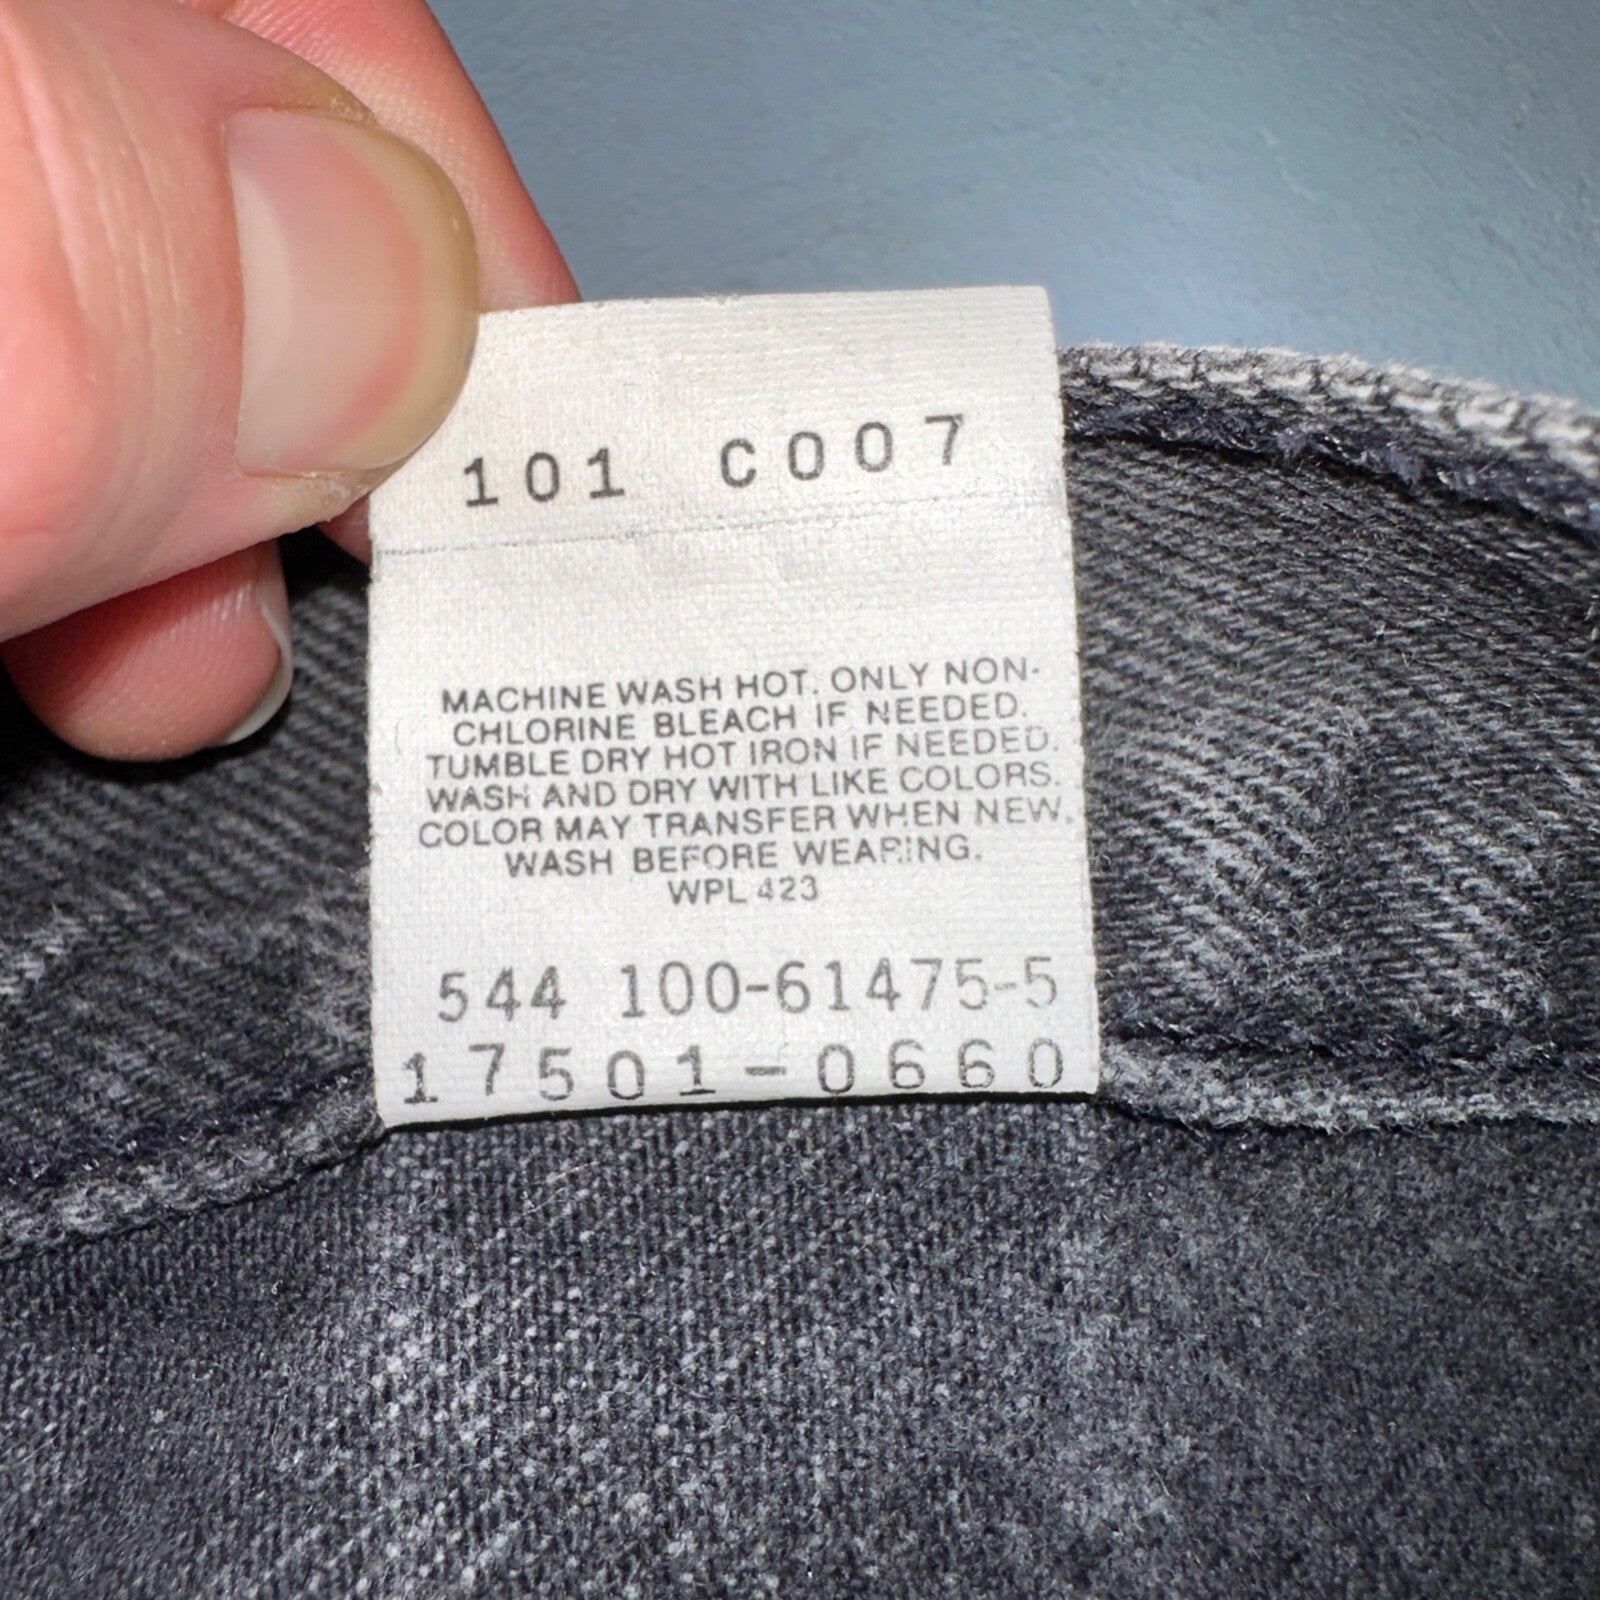 101 C007
MACHINE WASH HOT. ONLY NON-
CHLORINE BLEACH IF NEEDED.
TUMBLE DRY HOT IRON IF NEEDED.
WASH AND DRY WITH LIKE COLORS.
COLOR MAY TRANSFER WHEN NEW.
WASH BEFORE WEARING.
WPL 423
544 100-61475-5
17501-0660